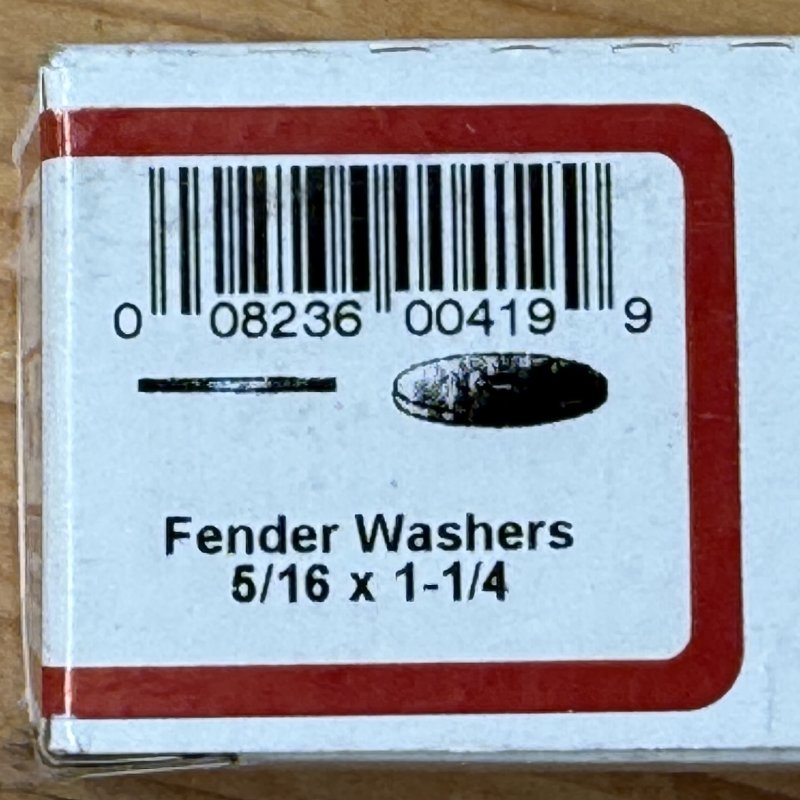 0 08236 00419 9
Fender Washers
5/16 x 1-1/4